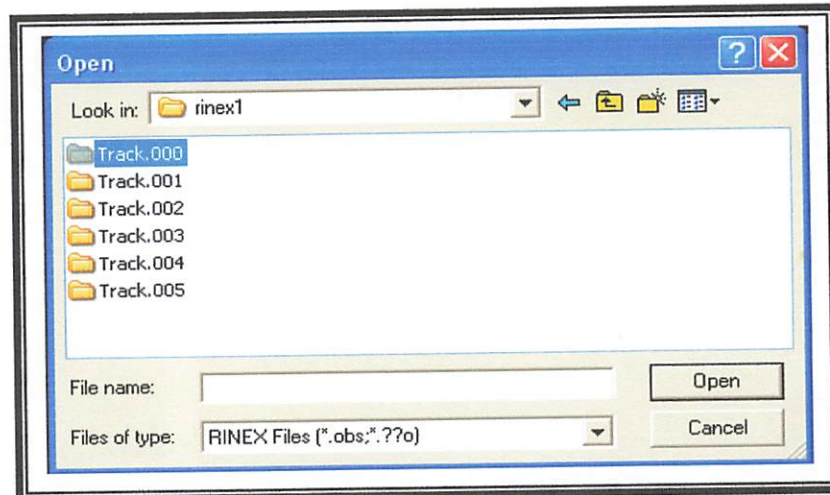 Open
Look in: rinex1
Track.000
Track.001
Track.002
Track.003
Track.004
Track.005
File name: Open
Files of type: RINEX Files (*.obs;*.??o) Cancel